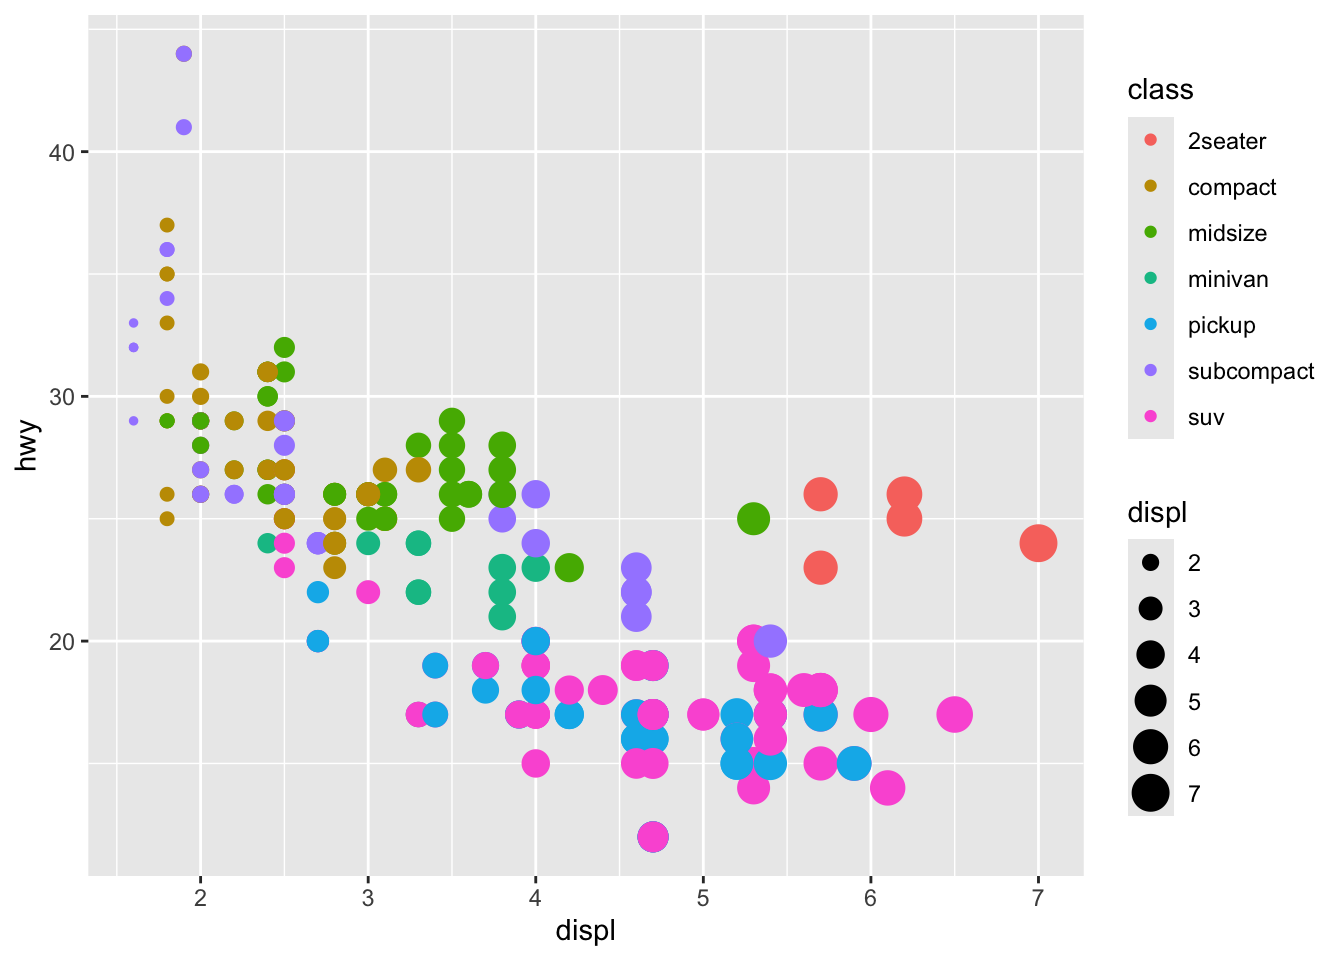 hwy
40
30
20
2
3
4
5
6
7
displ
class
2seater
compact
midsize
minivan
pickup
subcompact
suv
displ
2
3
4
5
6
7